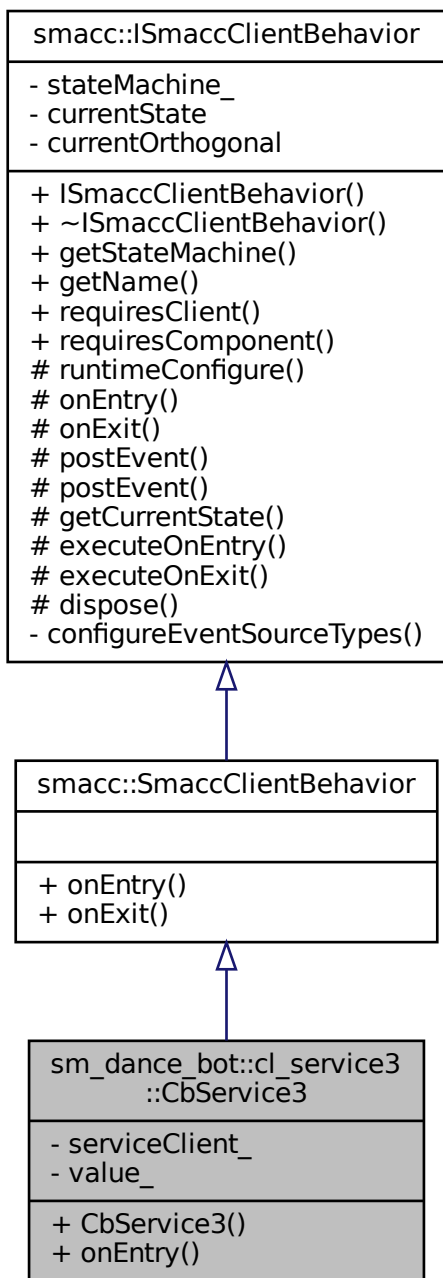 smacc::ISmaccClientBehavior
- stateMachine_
- currentState
- currentOrthogonal
+ ISmaccClientBehavior()
+ ~ISmaccClientBehavior()
+ getStateMachine()
+ getName()
+ requiresClient()
+ requiresComponent()
# runtimeConfigure()
# onEntry()
# onExit()
# postEvent()
# postEvent()
# getCurrentState()
# executeOnEntry()
# executeOnExit()
# dispose()
- configureEventSourceTypes()
smacc::SmaccClientBehavior
+ onEntry()
+ onExit()
sm_dance_bot::cl_service3
::CbService3
- serviceClient_
- value_
+ CbService3()
+ onEntry()